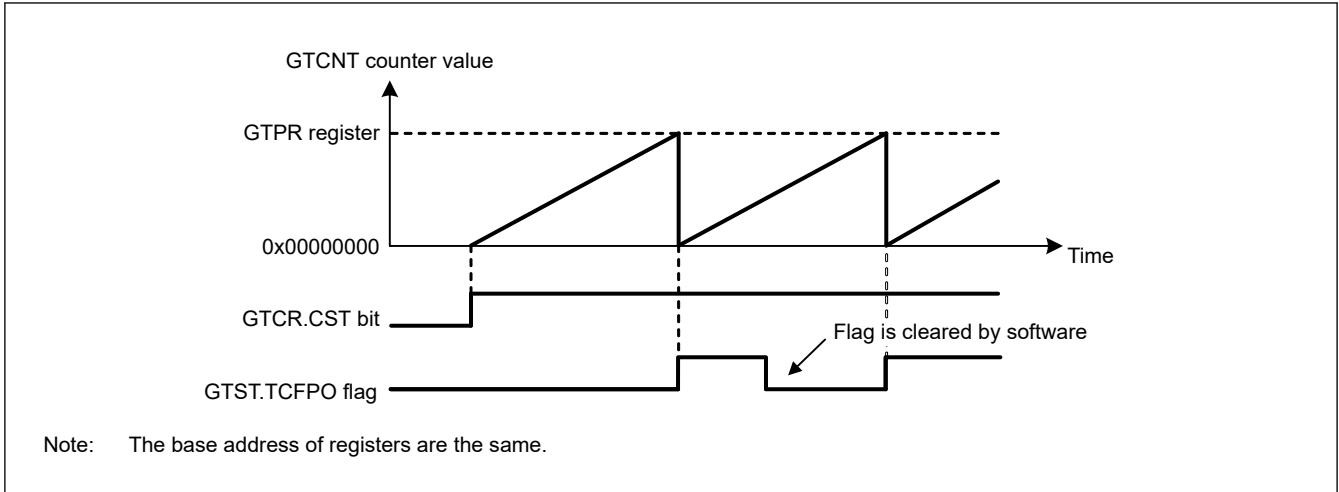 GTCNT counter value
GTPR register
0x00000000
Time
GTCR.CST bit
Flag is cleared by software
GTST.TCFPO flag
Note: The base address of registers are the same.